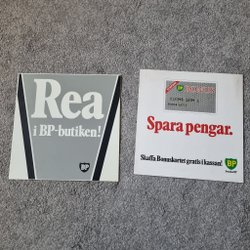 Rea
i BP-butiken!
BP
BP BONUS
Spara pengar.
Skaffa Bonuskortet gratis i kassan!
BP